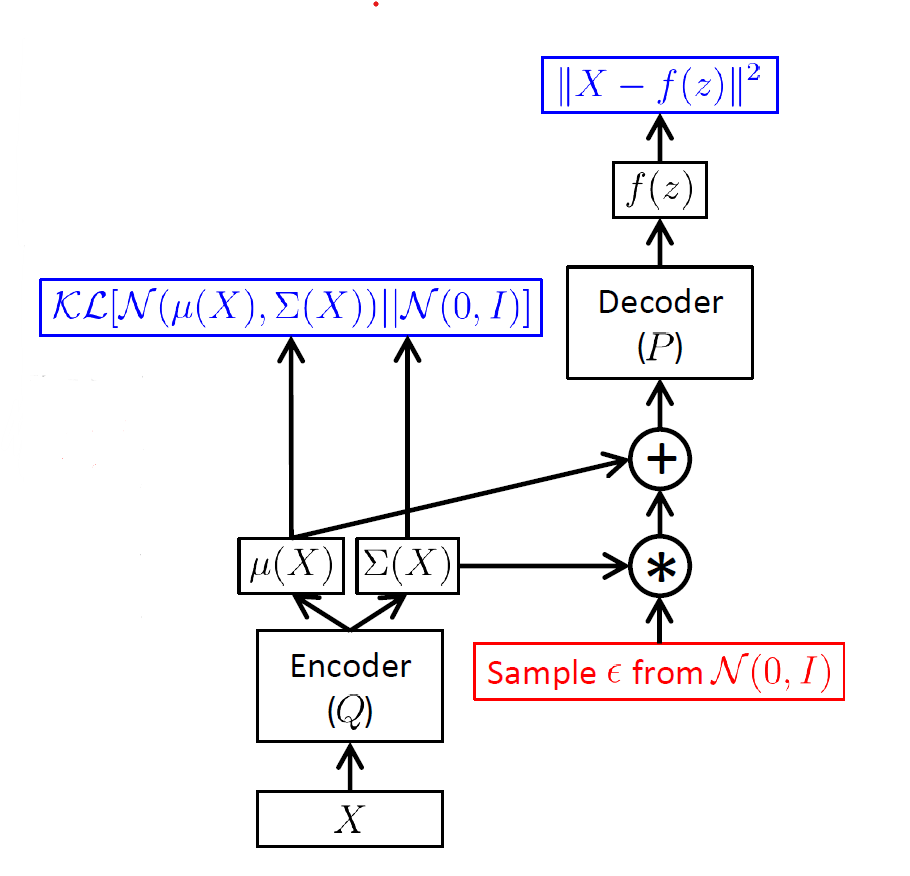 ‖X − f(z)‖²
f(z)
𝒦ℒ[𝒩(μ(X), Σ(X))||𝒩(0, I)]
Decoder
(P)
+
μ(X)
Σ(X)
*
Encoder
(Q)
Sample ϵ from 𝒩(0, I)
X